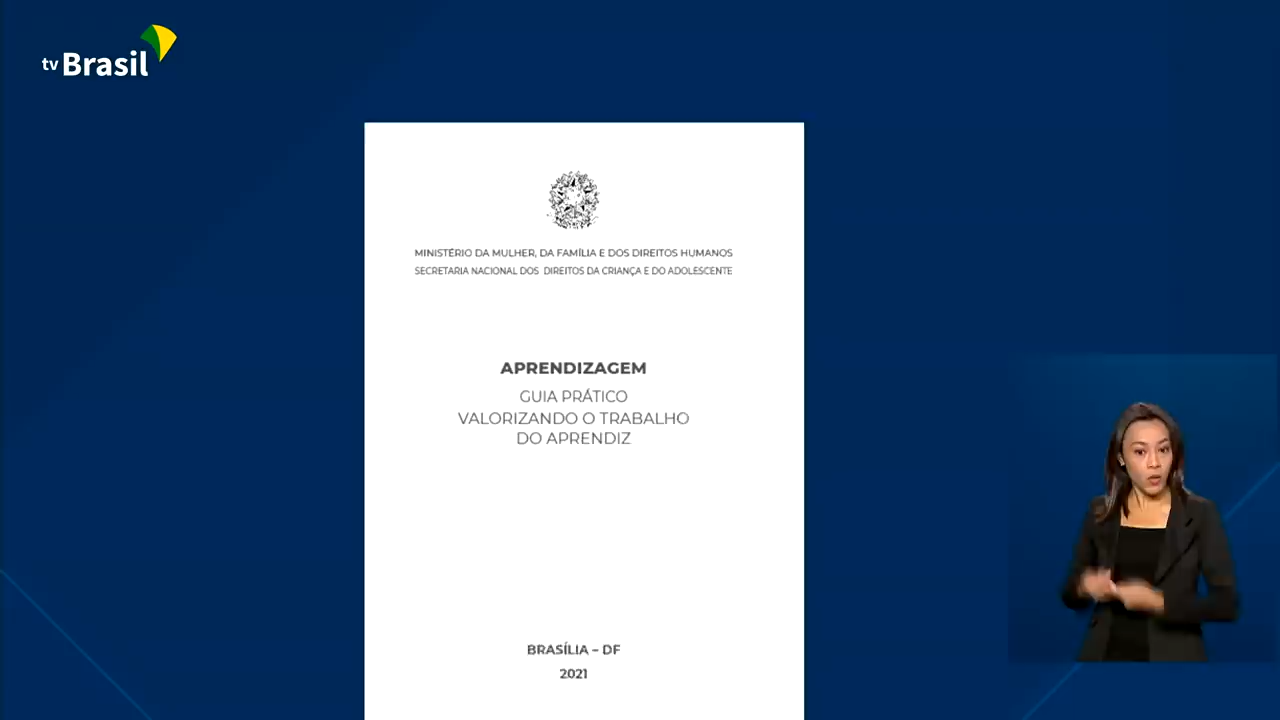 tv Brasil
MINISTÉRIO DA MULHER, DA FAMÍLIA E DOS DIREITOS HUMANOS
SECRETARIA NACIONAL DOS DIREITOS DA CRIANÇA E DO ADOLESCENTE
APRENDIZAGEM
GUIA PRÁTICO
VALORIZANDO O TRABALHO
DO APRENDIZ
BRASÍLIA – DF
2021